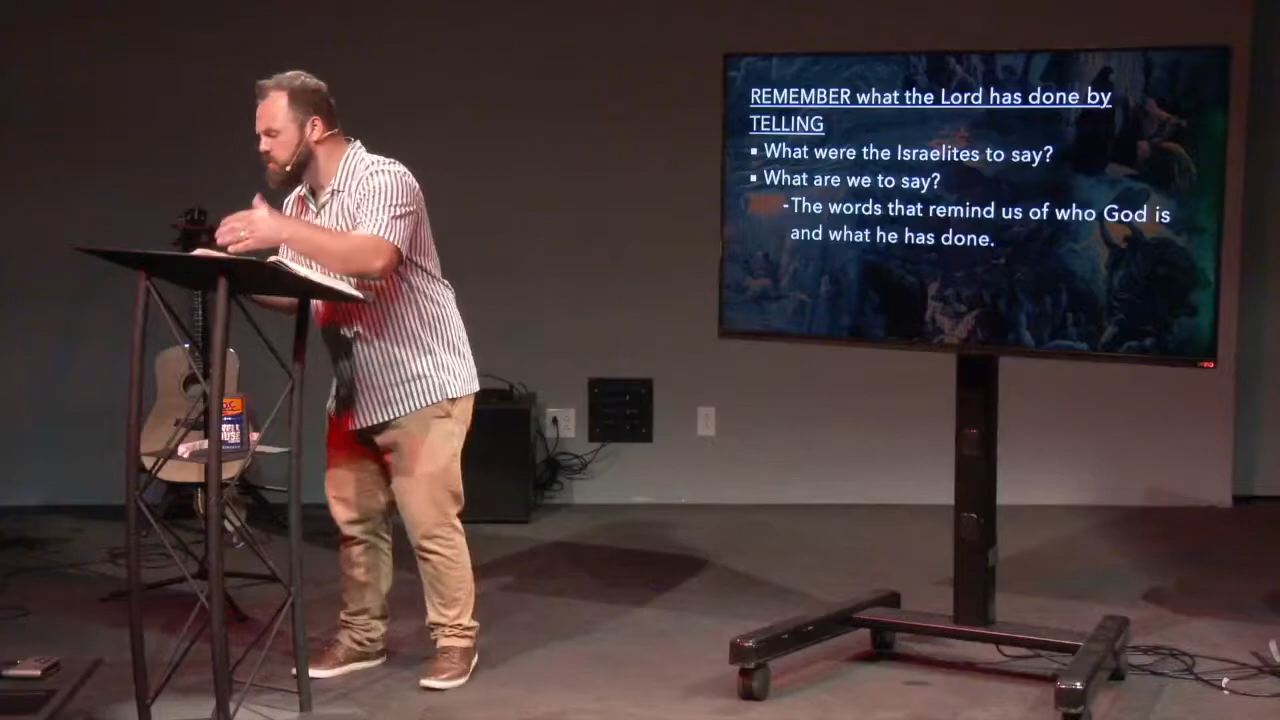 REMEMBER what the Lord has done by
TELLING
▪ What were the Israelites to say?
▪ What are we to say?
-The words that remind us of who God is
and what he has done.